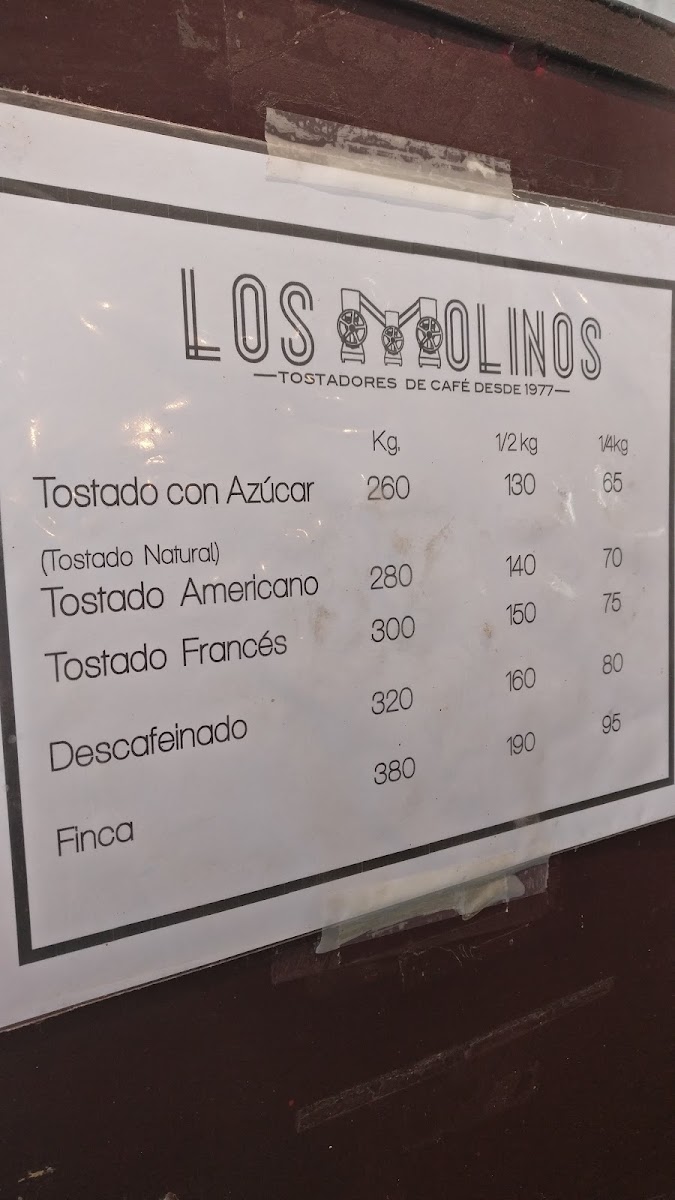 LOS MOLINOS
—TOSTADORES DE CAFÉ DESDE 1977—
Kg. 1/2 kg 1/4kg
Tostado con Azúcar 260 130 65
(Tostado Natural)
Tostado Americano 280 140 70
Tostado Francés 300 150 75
Descafeinado 320 160 80
Finca 380 190 95